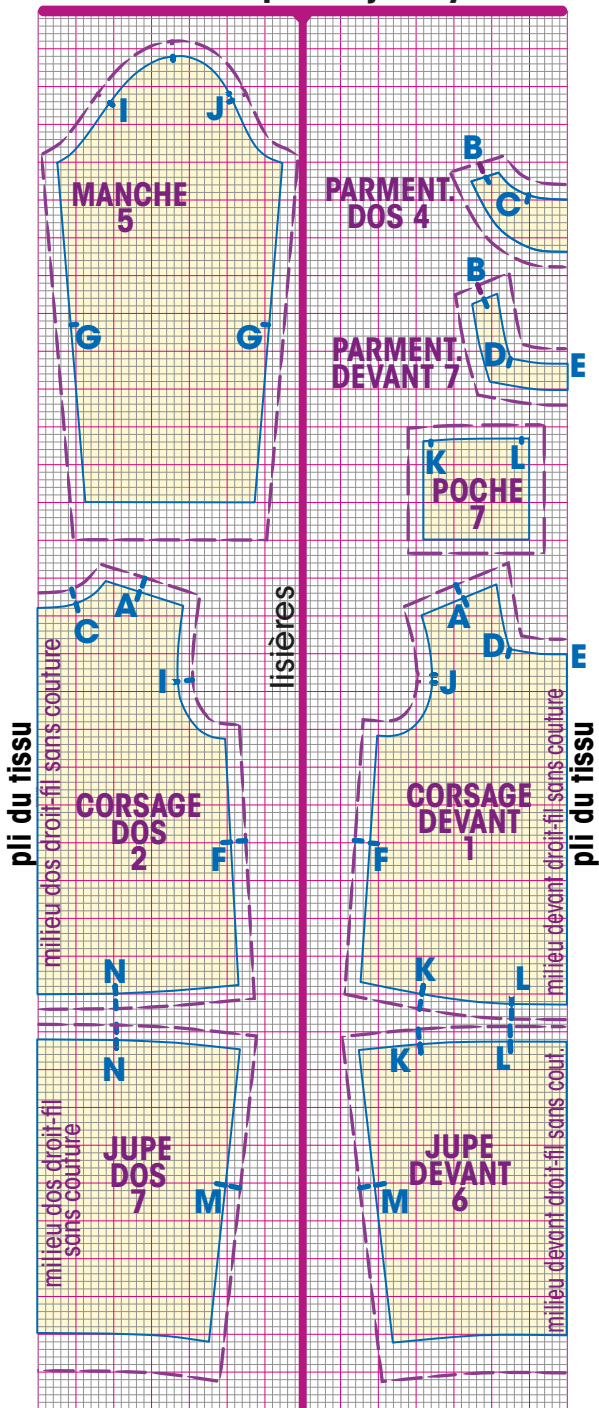 I
J
MANCHE
5
G
G
B
PARMENT.
DOS 4
C
B
PARMENT.
DEVANT 7
D
E
K
L
POCHE
7
lisières
A
C
I
pli du tissu
milieu dos droit-fil sans couture
CORSAGE
DOS
2
F
N
A
D
E
J
CORSAGE
DEVANT
1
F
milieu devant droit-fil sans couture
pli du tissu
K
L
N
milieu dos droit-fil
sans couture
JUPE
DOS
7
M
K
L
JUPE
DEVANT
6
M
milieu devant droit-fil sans cout.